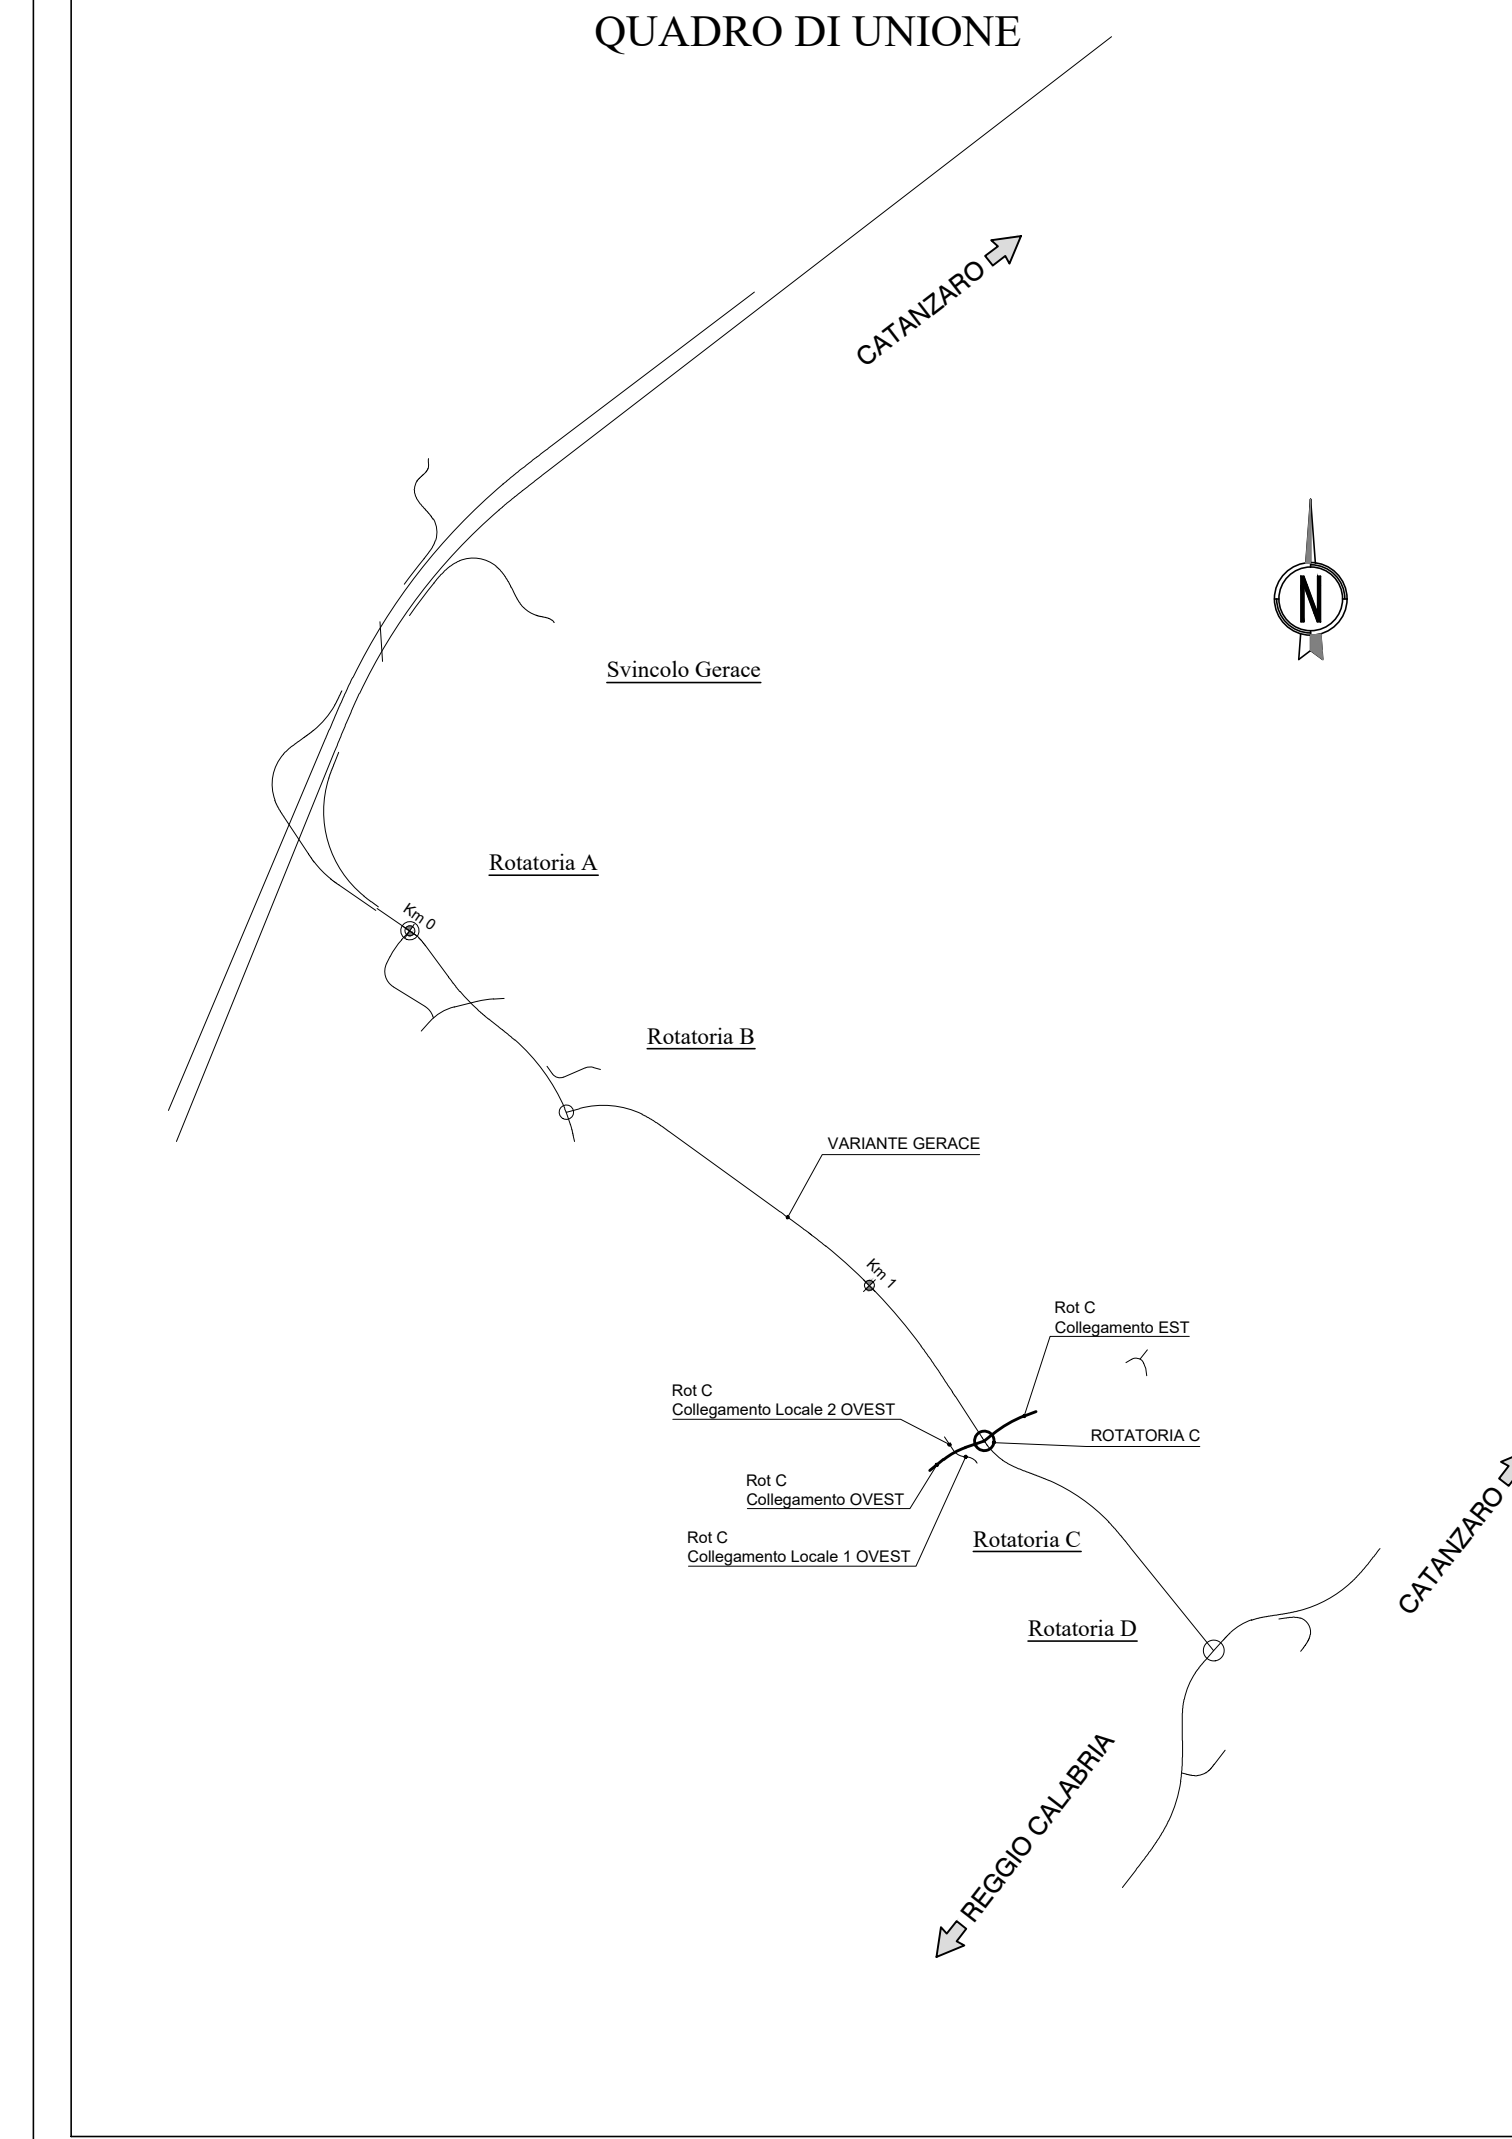 QUADRO DI UNIONE
CATANZARO
N
Svincolo Gerace
Rotatoria A
Km 0
Rotatoria B
VARIANTE GERACE
Km 1
Rot C
Collegamento EST
Rot C
Collegamento Locale 2 OVEST
ROTATORIA C
Rot C
Collegamento OVEST
Rot C
Collegamento Locale 1 OVEST
Rotatoria C
CATANZARO
Rotatoria D
REGGIO CALABRIA